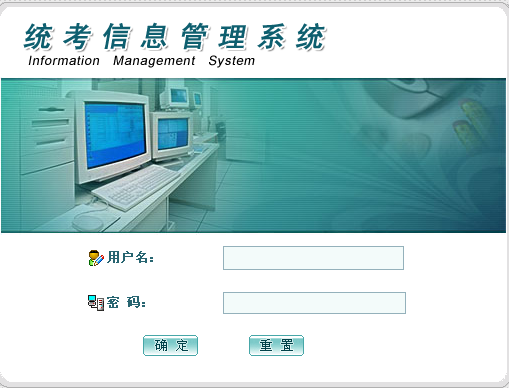 统考信息管理系统
Information Management System
用户名：
密 码：
确 定
重 置